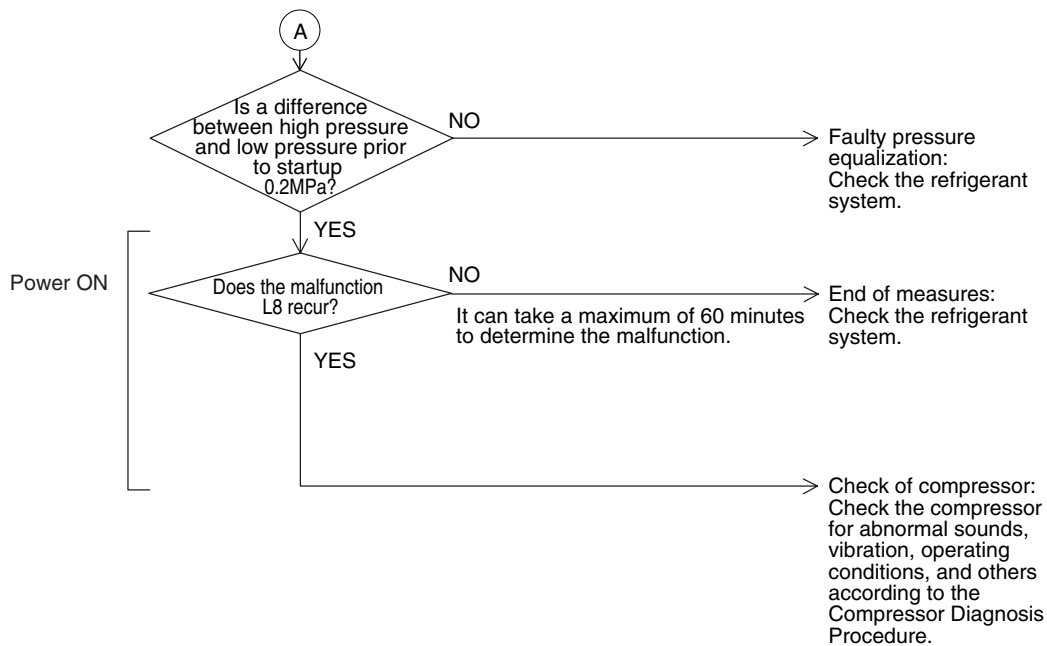 A
Is a difference
between high pressure
and low pressure prior
to startup
0.2MPa?
NO
Faulty pressure
equalization:
Check the refrigerant
system.
YES
Power ON
Does the malfunction
L8 recur?
NO
It can take a maximum of 60 minutes
to determine the malfunction.
End of measures:
Check the refrigerant
system.
YES
Check of compressor:
Check the compressor
for abnormal sounds,
vibration, operating
conditions, and others
according to the
Compressor Diagnosis
Procedure.